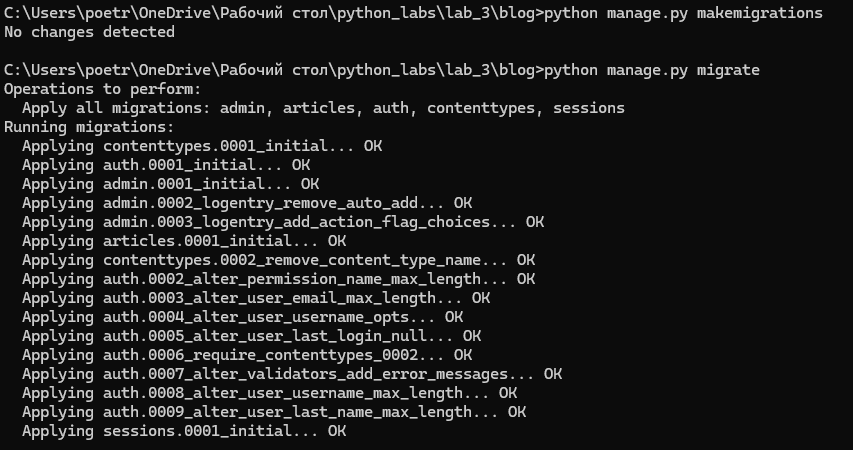 C:\Users\poetr\OneDrive\Рабочий стол\python_labs\lab_3\blog>python manage.py makemigrations
No changes detected
C:\Users\poetr\OneDrive\Рабочий стол\python_labs\lab_3\blog>python manage.py migrate
Operations to perform:
  Apply all migrations: admin, articles, auth, contenttypes, sessions
Running migrations:
  Applying contenttypes.0001_initial... OK
  Applying auth.0001_initial... OK
  Applying admin.0001_initial... OK
  Applying admin.0002_logentry_remove_auto_add... OK
  Applying admin.0003_logentry_add_action_flag_choices... OK
  Applying articles.0001_initial... OK
  Applying contenttypes.0002_remove_content_type_name... OK
  Applying auth.0002_alter_permission_name_max_length... OK
  Applying auth.0003_alter_user_email_max_length... OK
  Applying auth.0004_alter_user_username_opts... OK
  Applying auth.0005_alter_user_last_login_null... OK
  Applying auth.0006_require_contenttypes_0002... OK
  Applying auth.0007_alter_validators_add_error_messages... OK
  Applying auth.0008_alter_user_username_max_length... OK
  Applying auth.0009_alter_user_last_name_max_length... OK
  Applying sessions.0001_initial... OK